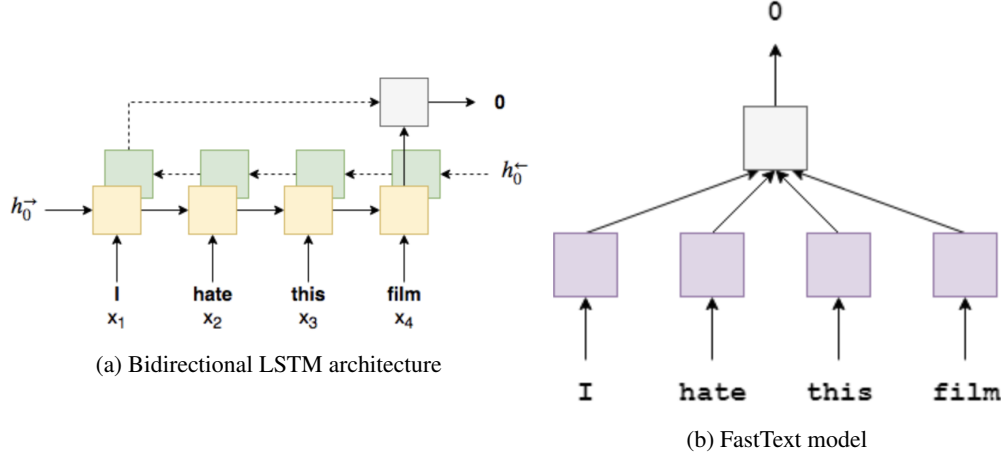 0
h₀→
h₀←
I hate this film
x₁ x₂ x₃ x₄
(a) Bidirectional LSTM architecture
0
I hate this film
(b) FastText model